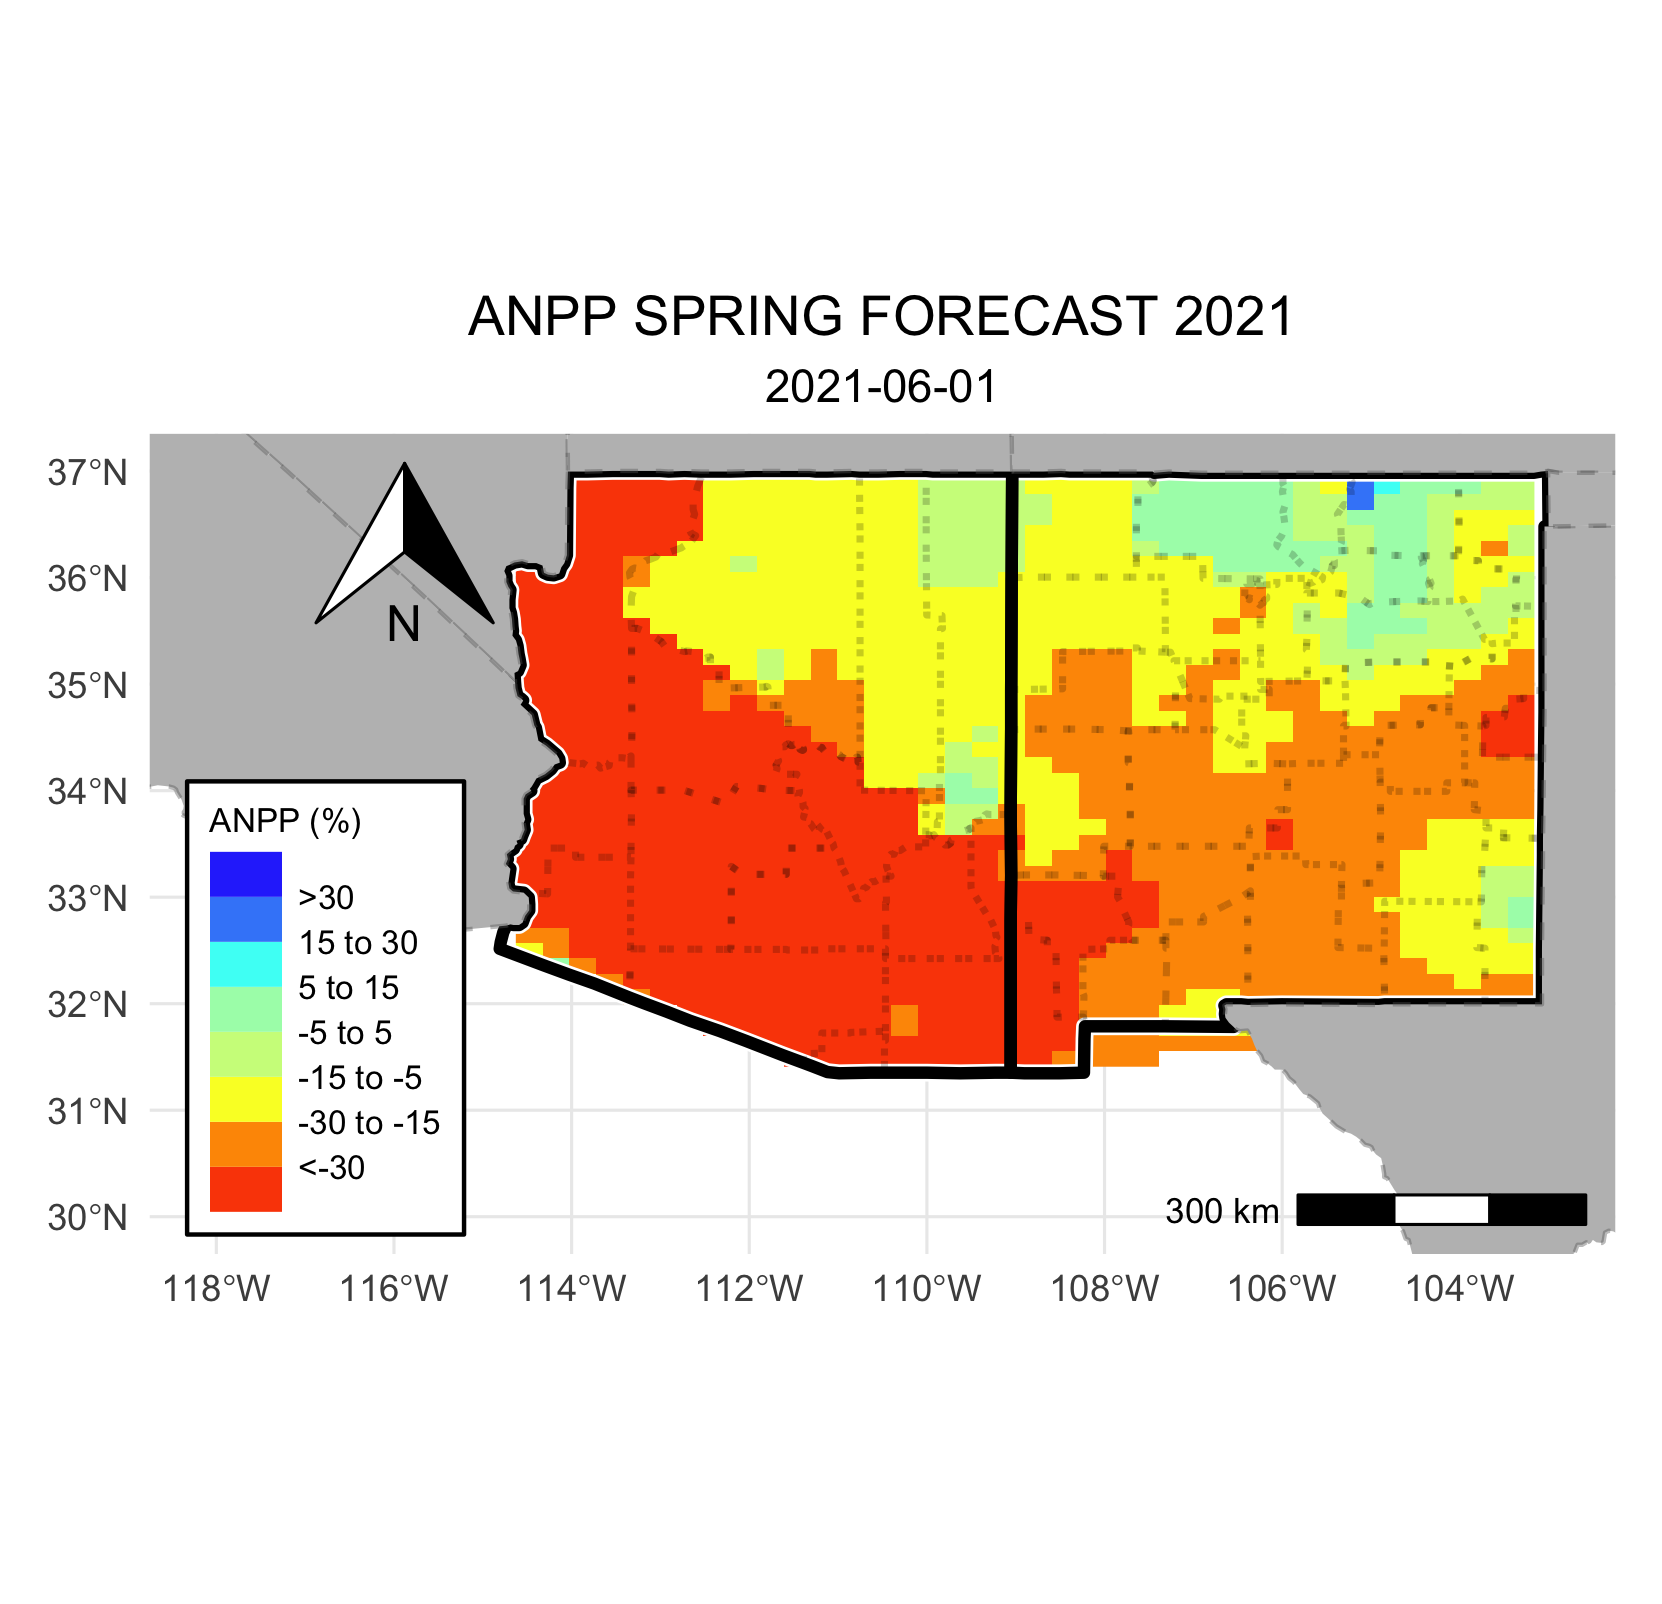 ANPP SPRING FORECAST 2021
2021-06-01
37°N
36°N
35°N
34°N
33°N
32°N
31°N
30°N
N
ANPP (%)
>30
15 to 30
5 to 15
-5 to 5
-15 to -5
-30 to -15
<-30
300 km
118°W 116°W 114°W 112°W 110°W 108°W 106°W 104°W